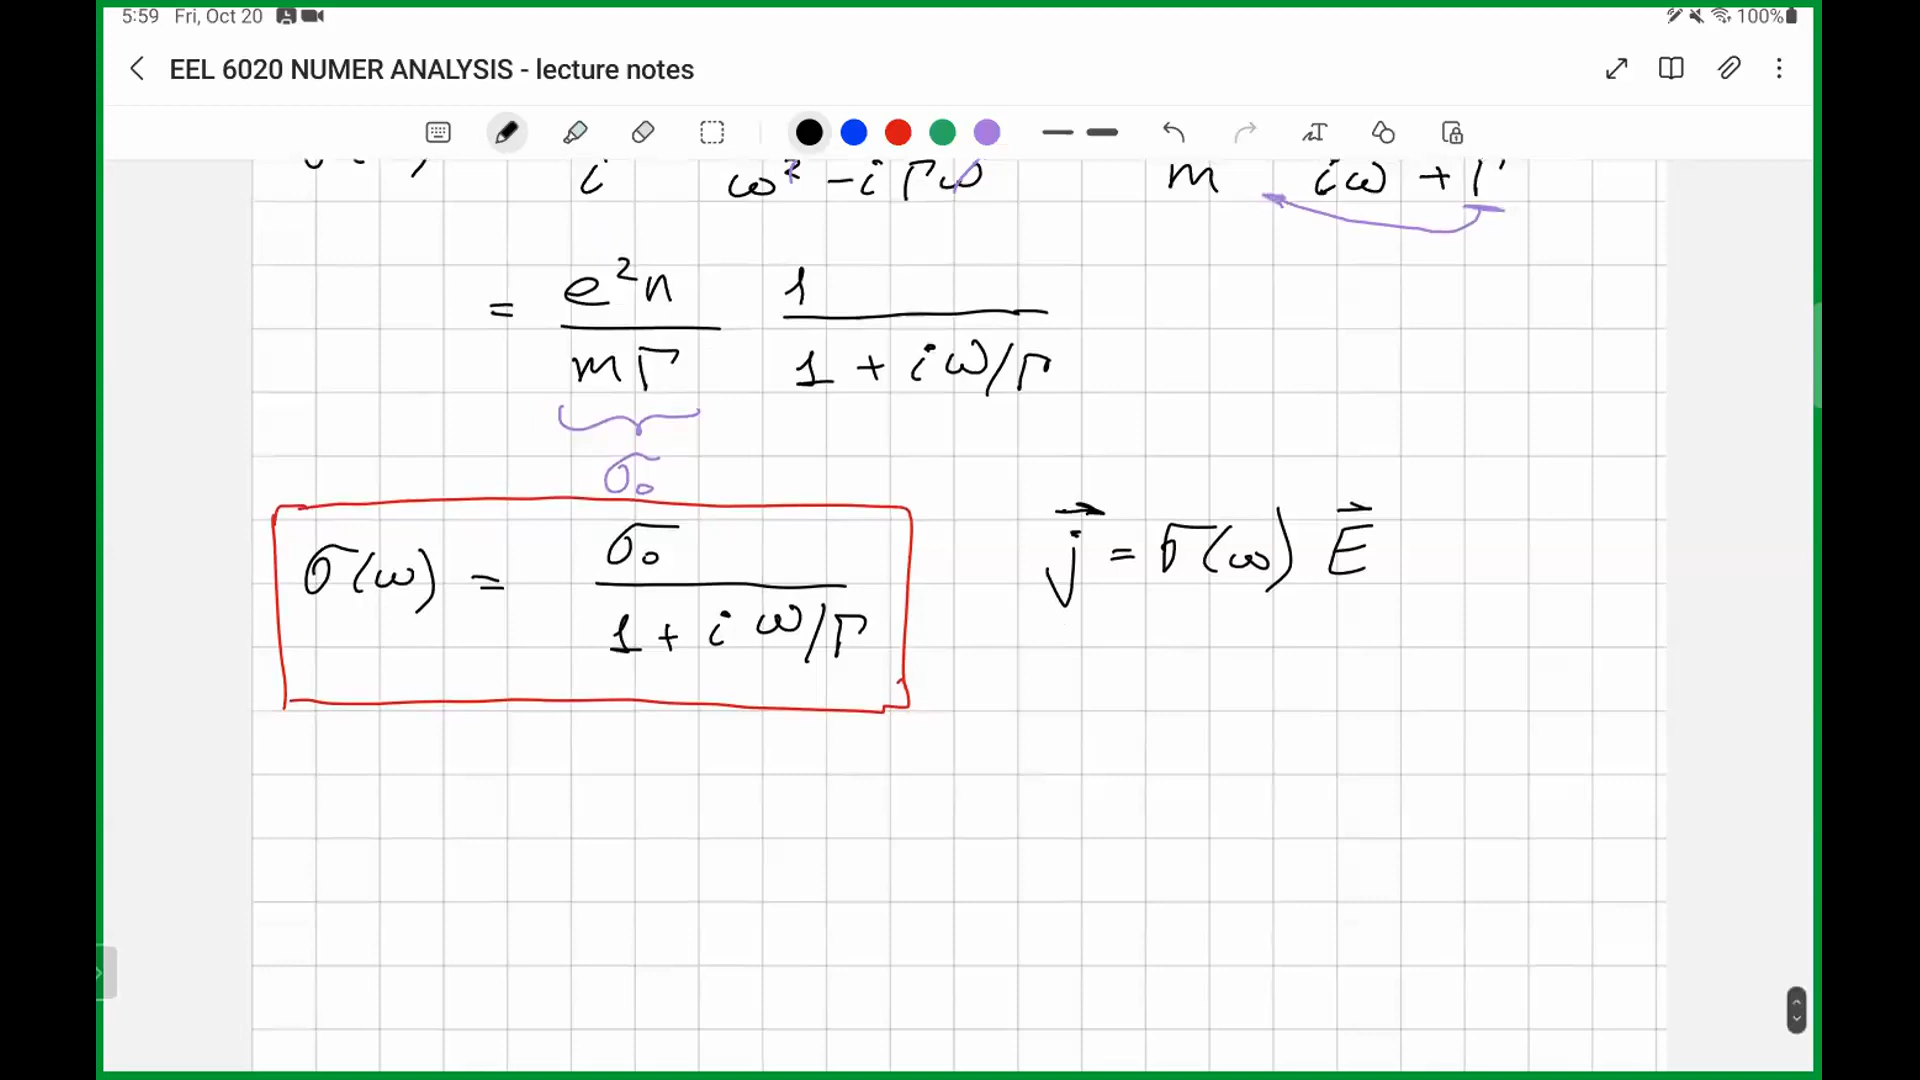 5:59 Fri, Oct 20 100%
EEL 6020 NUMER ANALYSIS - lecture notes
i ω² - iΓω m iω + Γ
= e²n / mΓ 1 / 1 + iω/Γ
σ₀
σ(ω) = σ₀ / 1 + iω/Γ j⃗ = σ(ω) E⃗